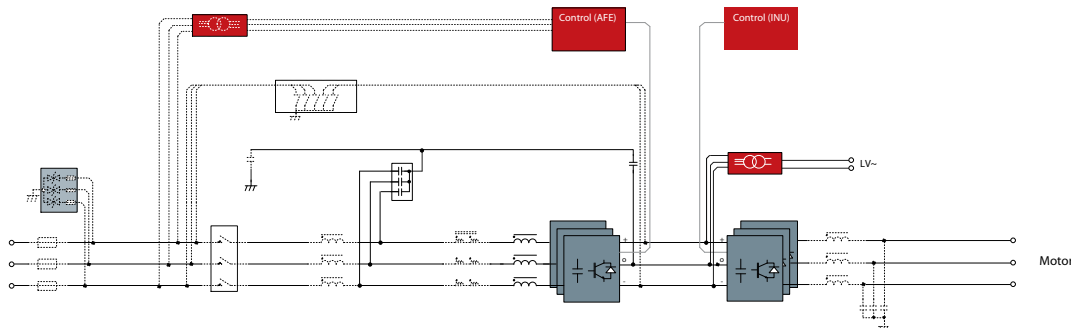 Control (AFE)
Control (INU)
LV~
+
+
o
o
-
-
Motor